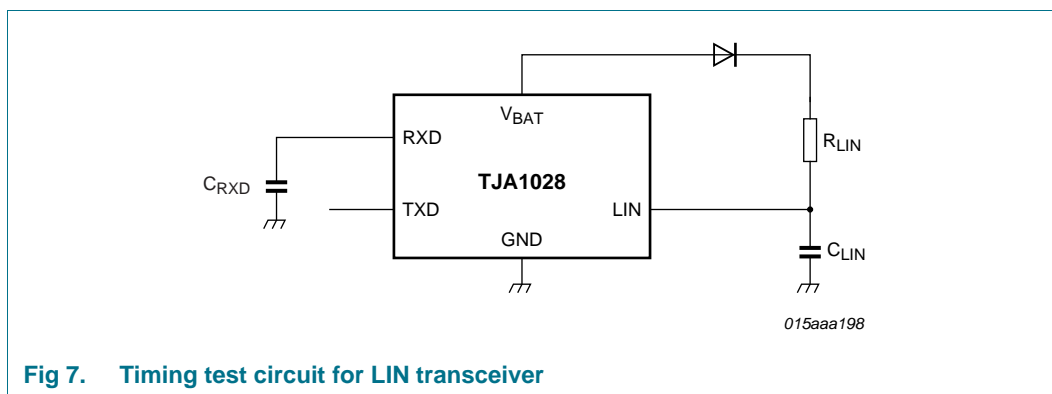 VBAT
RXD
RLIN
CRXD
TJA1028
TXD
LIN
GND
CLIN
015aaa198
Fig 7. Timing test circuit for LIN transceiver